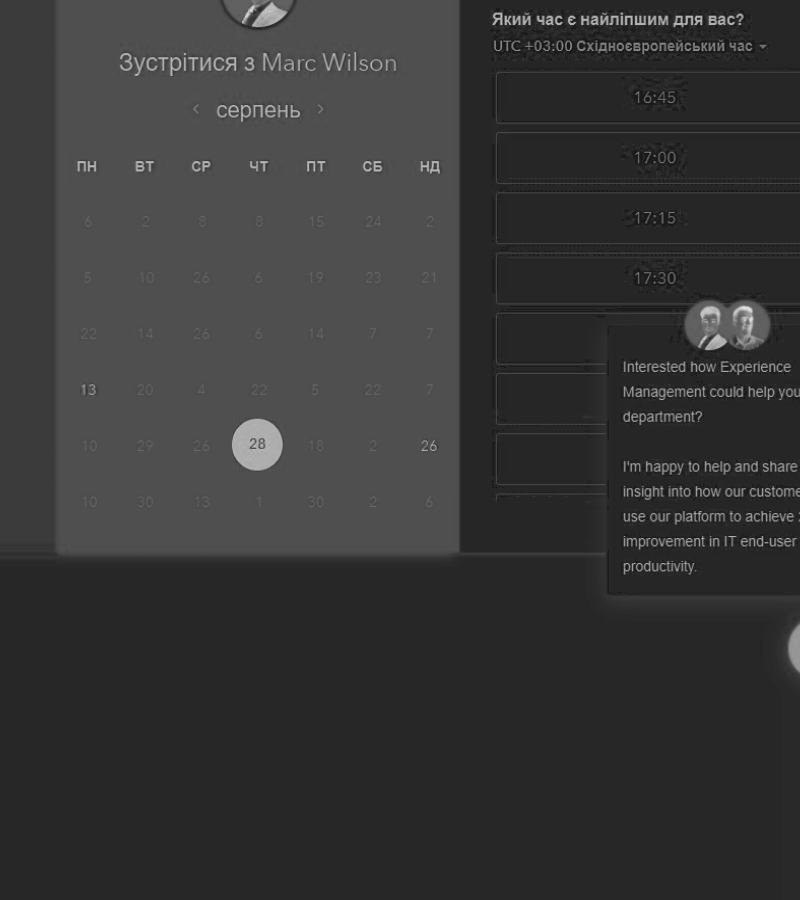 Зустрітися з Marc Wilson
серпень
ПН ВТ СР ЧТ ПТ СБ НД
6 2 8 8 15 24 2
5 10 26 6 19 23 21
22 14 26 6 14 7 7
13 20 4 22 5 22 7
10 29 26 28 18 2 26
10 30 13 1 30 2 6
Який час є найліпшим для вас?
UTC +03:00 Східноєвропейський час
16:45
17:00
17:15
17:30
Interested how Experience
Management could help you
department?
I'm happy to help and share
insight into how our custome
use our platform to achieve
improvement in IT end-user
productivity.